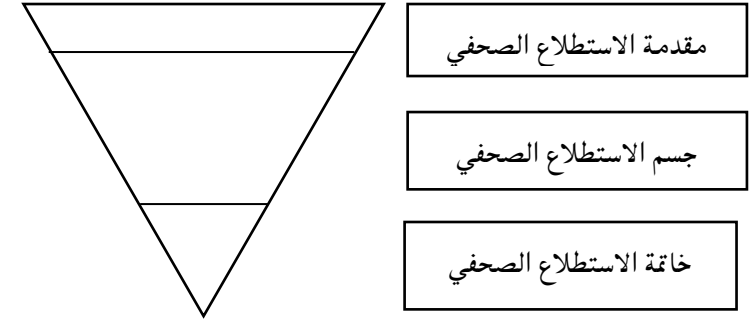 مقدمة الاستطلاع الصحفي
جسم الاستطلاع الصحفي
خاتمة الاستطلاع الصحفي